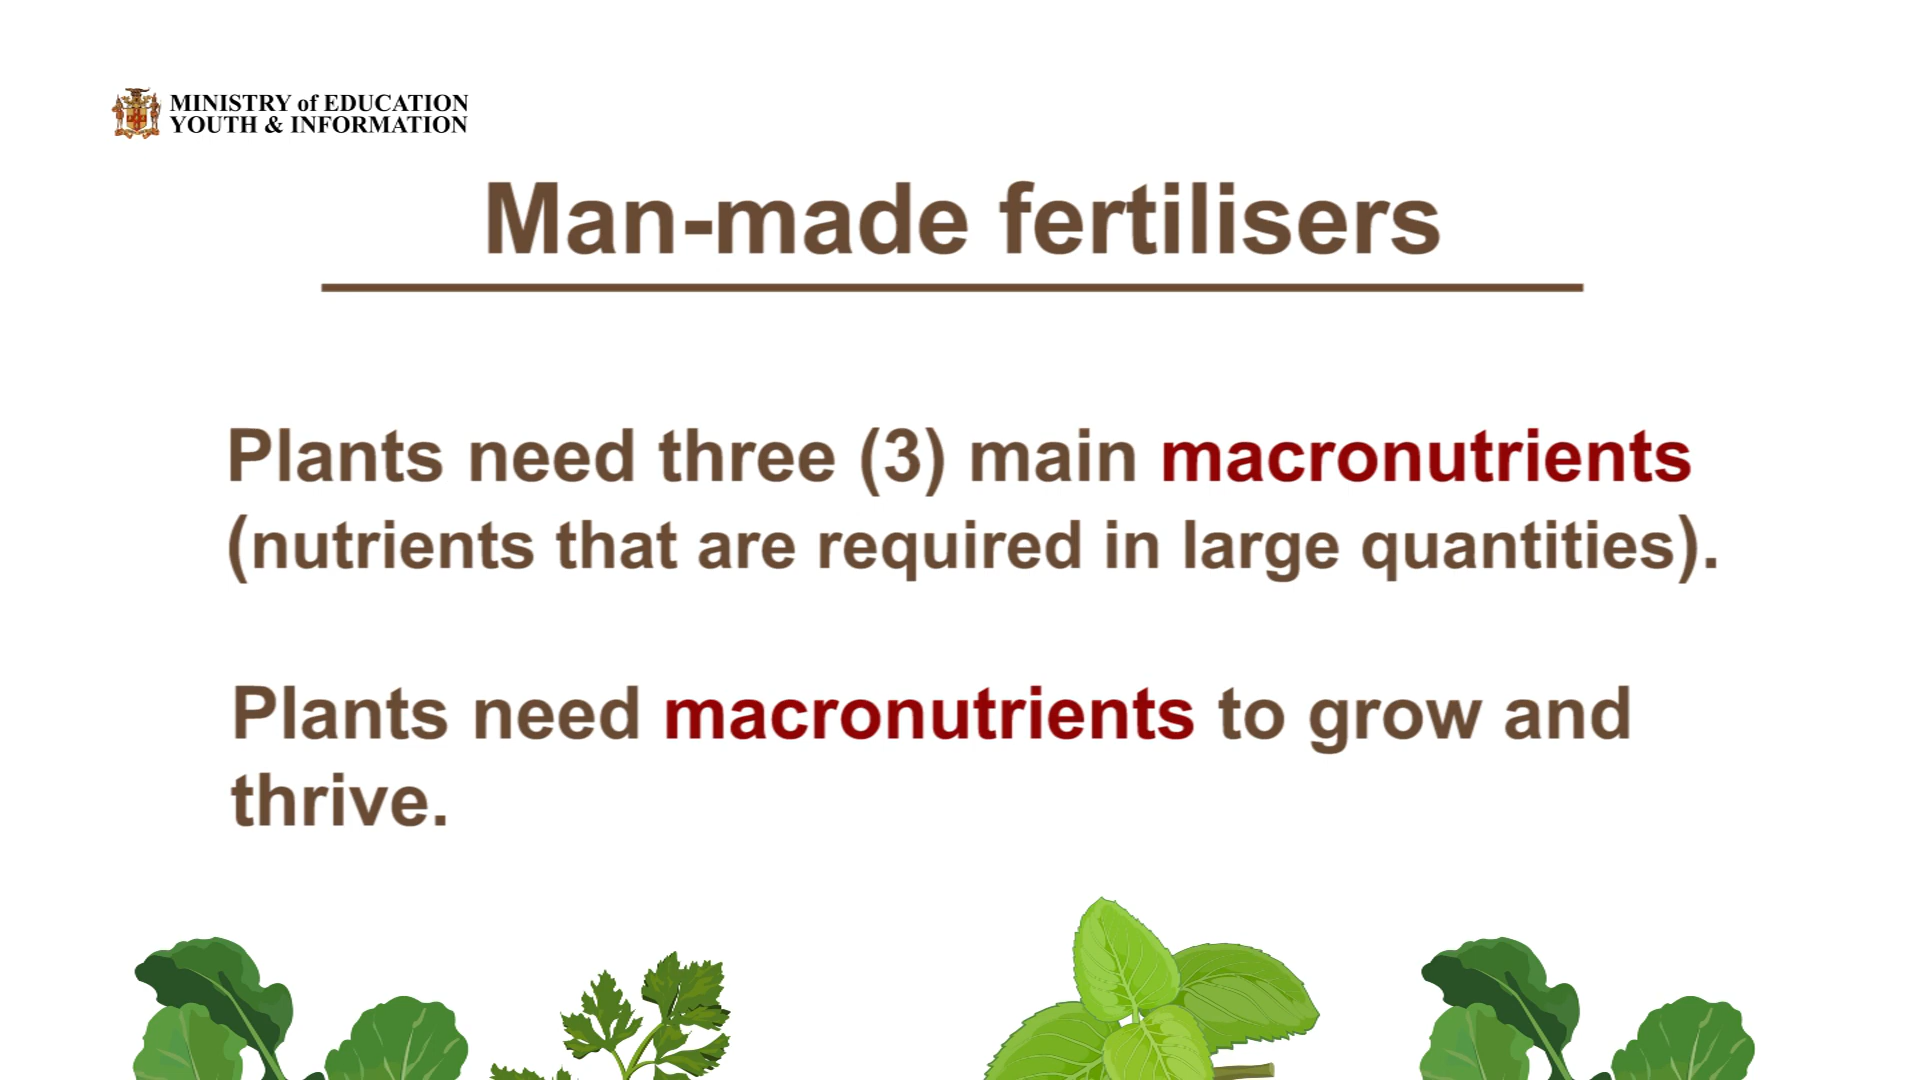 MINISTRY of EDUCATION
YOUTH & INFORMATION
Man-made fertilisers
Plants need three (3) main macronutrients
(nutrients that are required in large quantities).
Plants need macronutrients to grow and
thrive.